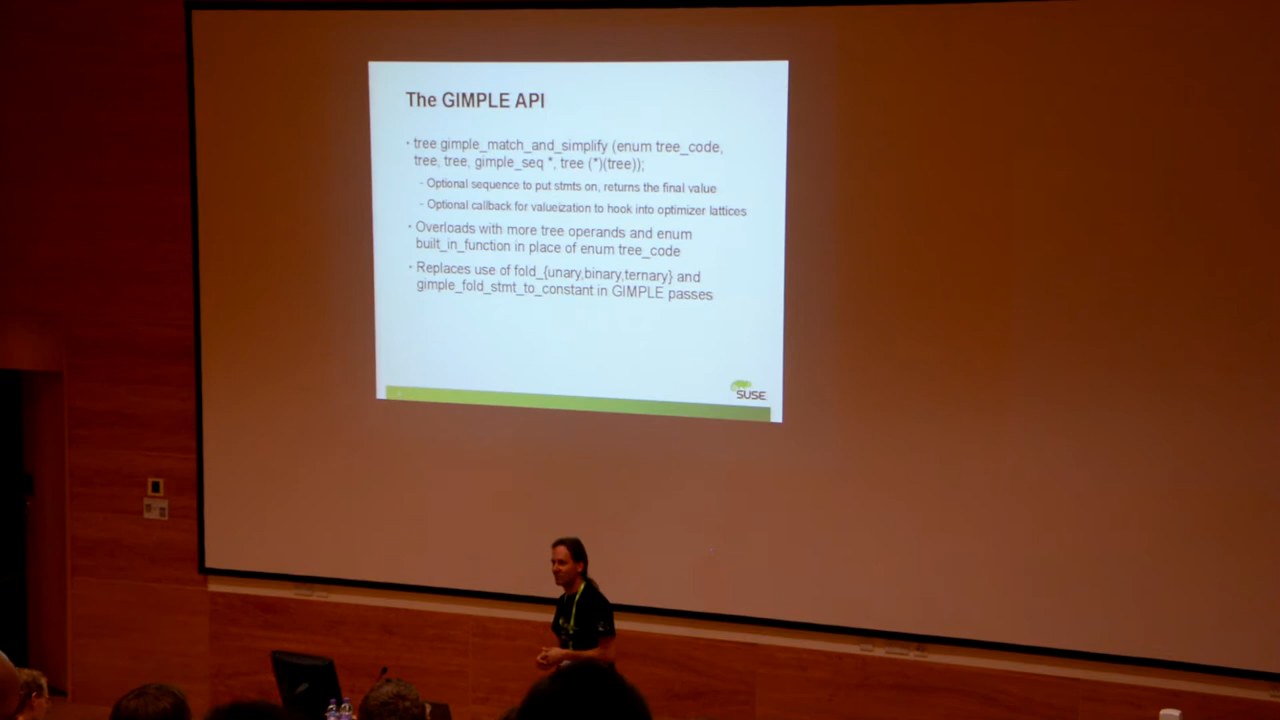 The GIMPLE API
• tree gimple_match_and_simplify (enum tree_code,
tree, tree, gimple_seq *, tree (*)(tree));
- Optional sequence to put stmts on, returns the final value
- Optional callback for valueization to hook into optimizer lattices
• Overloads with more tree operands and enum
built_in_function in place of enum tree_code
• Replaces use of fold_{unary,binary,ternary} and
gimple_fold_stmt_to_constant in GIMPLE passes
SUSE